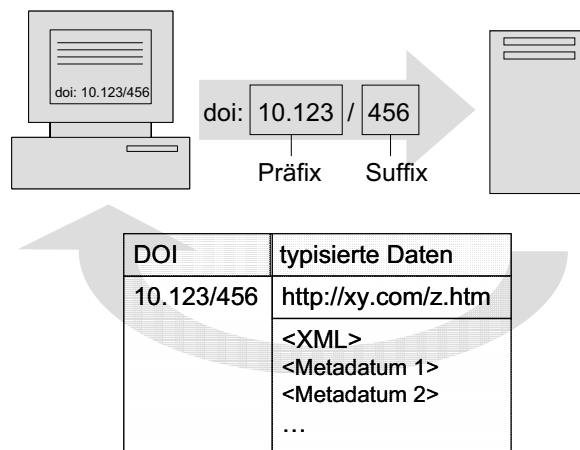 doi: 10.123/456
doi: 10.123 / 456
Präfix Suffix
DOI typisierte Daten
10.123/456 http://xy.com/z.htm
<XML>
<Metadatum 1>
<Metadatum 2>
…